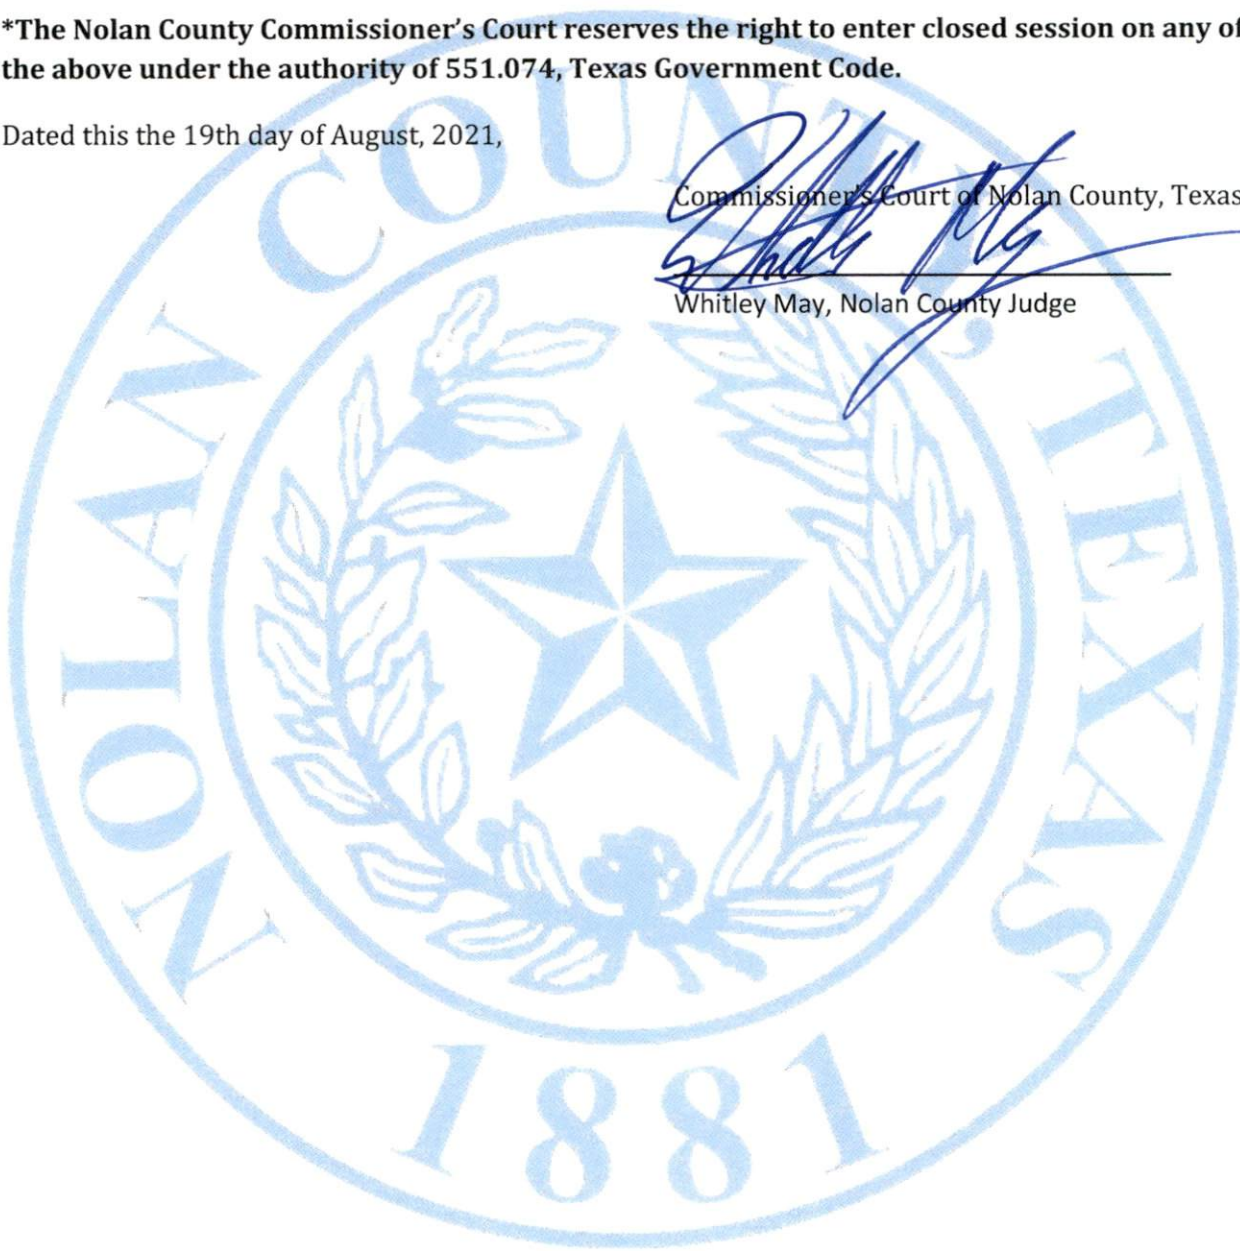 *The Nolan County Commissioner’s Court reserves the right to enter closed session on any of
the above under the authority of 551.074, Texas Government Code.
Dated this the 19th day of August, 2021,
Commissioner's Court of Nolan County, Texas
Whitley May, Nolan County Judge
NOLAN COUNTY, TEXAS
1881